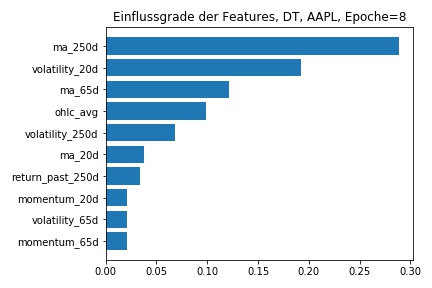 Einflussgrade der Features, DT, AAPL, Epoche=8
ma_250d
volatility_20d
ma_65d
ohlc_avg
volatility_250d
ma_20d
return_past_250d
momentum_20d
volatility_65d
momentum_65d
0.00 0.05 0.10 0.15 0.20 0.25 0.30